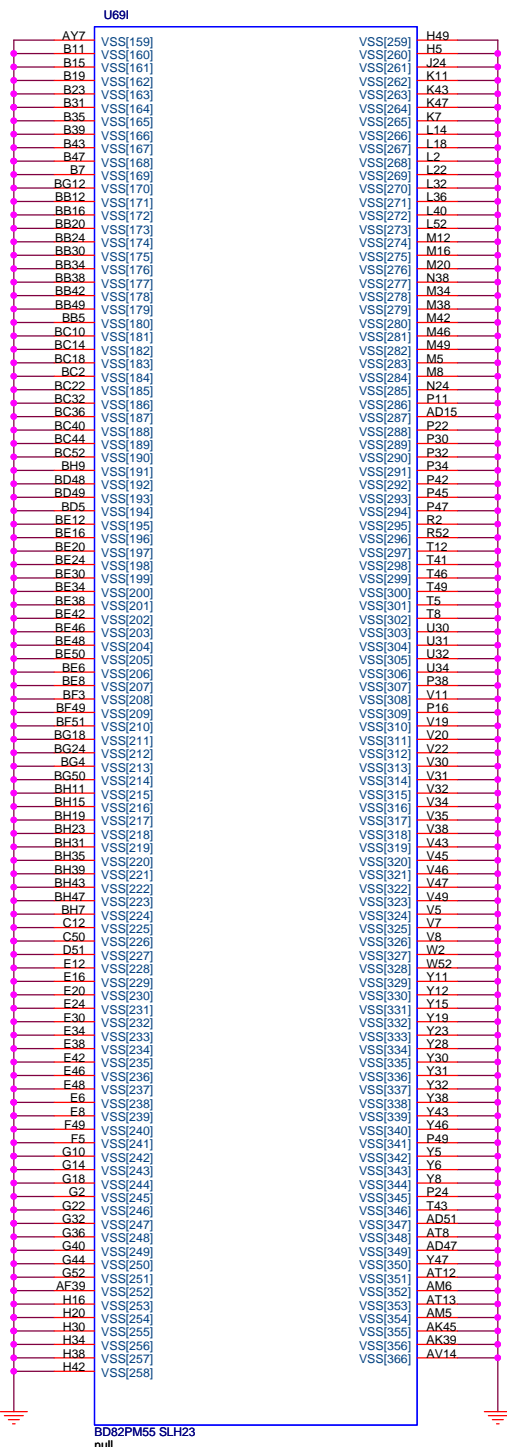 U69I
AY7 VSS[159] VSS[259] H49
B11 VSS[160] VSS[260] H5
B15 VSS[161] VSS[261] J24
B19 VSS[162] VSS[262] K11
B23 VSS[163] VSS[263] K43
B31 VSS[164] VSS[264] K47
B35 VSS[165] VSS[265] K7
B39 VSS[166] VSS[266] L14
B43 VSS[167] VSS[267] L18
B47 VSS[168] VSS[268] L2
B7 VSS[169] VSS[269] L22
BG12 VSS[170] VSS[270] L32
BB12 VSS[171] VSS[271] L36
BB16 VSS[172] VSS[272] L40
BB20 VSS[173] VSS[273] L52
BB24 VSS[174] VSS[274] M12
BB30 VSS[175] VSS[275] M16
BB34 VSS[176] VSS[276] M20
BB38 VSS[177] VSS[277] N38
BB42 VSS[178] VSS[278] M34
BB49 VSS[179] VSS[279] M38
BB5 VSS[180] VSS[280] M42
BC10 VSS[181] VSS[281] M46
BC14 VSS[182] VSS[282] M49
BC18 VSS[183] VSS[283] M5
BC2 VSS[184] VSS[284] M8
BC22 VSS[185] VSS[285] N24
BC32 VSS[186] VSS[286] P11
BC36 VSS[187] VSS[287] AD15
BC40 VSS[188] VSS[288] P22
BC44 VSS[189] VSS[289] P30
BC52 VSS[190] VSS[290] P32
BH9 VSS[191] VSS[291] P34
BD48 VSS[192] VSS[292] P42
BD49 VSS[193] VSS[293] P45
BD5 VSS[194] VSS[294] P47
BE12 VSS[195] VSS[295] R2
BE16 VSS[196] VSS[296] R52
BE20 VSS[197] VSS[297] T12
BE24 VSS[198] VSS[298] T41
BE30 VSS[199] VSS[299] T46
BE34 VSS[200] VSS[300] T49
BE38 VSS[201] VSS[301] T5
BE42 VSS[202] VSS[302] T8
BE46 VSS[203] VSS[303] U30
BE48 VSS[204] VSS[304] U31
BE50 VSS[205] VSS[305] U32
BE6 VSS[206] VSS[306] U34
BE8 VSS[207] VSS[307] P38
BF3 VSS[208] VSS[308] V11
BF49 VSS[209] VSS[309] P16
BF51 VSS[210] VSS[310] V19
BG18 VSS[211] VSS[311] V20
BG24 VSS[212] VSS[312] V22
BG4 VSS[213] VSS[313] V30
BG50 VSS[214] VSS[314] V31
BH11 VSS[215] VSS[315] V32
BH15 VSS[216] VSS[316] V34
BH19 VSS[217] VSS[317] V35
BH23 VSS[218] VSS[318] V38
BH31 VSS[219] VSS[319] V43
BH35 VSS[220] VSS[320] V45
BH39 VSS[221] VSS[321] V46
BH43 VSS[222] VSS[322] V47
BH47 VSS[223] VSS[323] V49
BH7 VSS[224] VSS[324] V5
C12 VSS[225] VSS[325] V7
C50 VSS[226] VSS[326] V8
D51 VSS[227] VSS[327] W2
E12 VSS[228] VSS[328] W52
E16 VSS[229] VSS[329] Y11
E20 VSS[230] VSS[330] Y12
E24 VSS[231] VSS[331] Y15
E30 VSS[232] VSS[332] Y19
E34 VSS[233] VSS[333] Y23
E38 VSS[234] VSS[334] Y28
E42 VSS[235] VSS[335] Y30
E46 VSS[236] VSS[336] Y31
E48 VSS[237] VSS[337] Y32
E6 VSS[238] VSS[338] Y38
E8 VSS[239] VSS[339] Y43
F49 VSS[240] VSS[340] Y46
F5 VSS[241] VSS[341] P49
G10 VSS[242] VSS[342] Y5
G14 VSS[243] VSS[343] Y6
G18 VSS[244] VSS[344] Y8
G2 VSS[245] VSS[345] P24
G22 VSS[246] VSS[346] T43
G32 VSS[247] VSS[347] AD51
G36 VSS[248] VSS[348] AT8
G40 VSS[249] VSS[349] AD47
G44 VSS[250] VSS[350] Y47
G52 VSS[251] VSS[351] AT12
AF39 VSS[252] VSS[352] AM6
H16 VSS[253] VSS[353] AT13
H20 VSS[254] VSS[354] AM5
H30 VSS[255] VSS[355] AK45
H34 VSS[256] VSS[356] AK39
H38 VSS[257] VSS[366] AV14
H42 VSS[258]
BD82PM55 SLH23
null